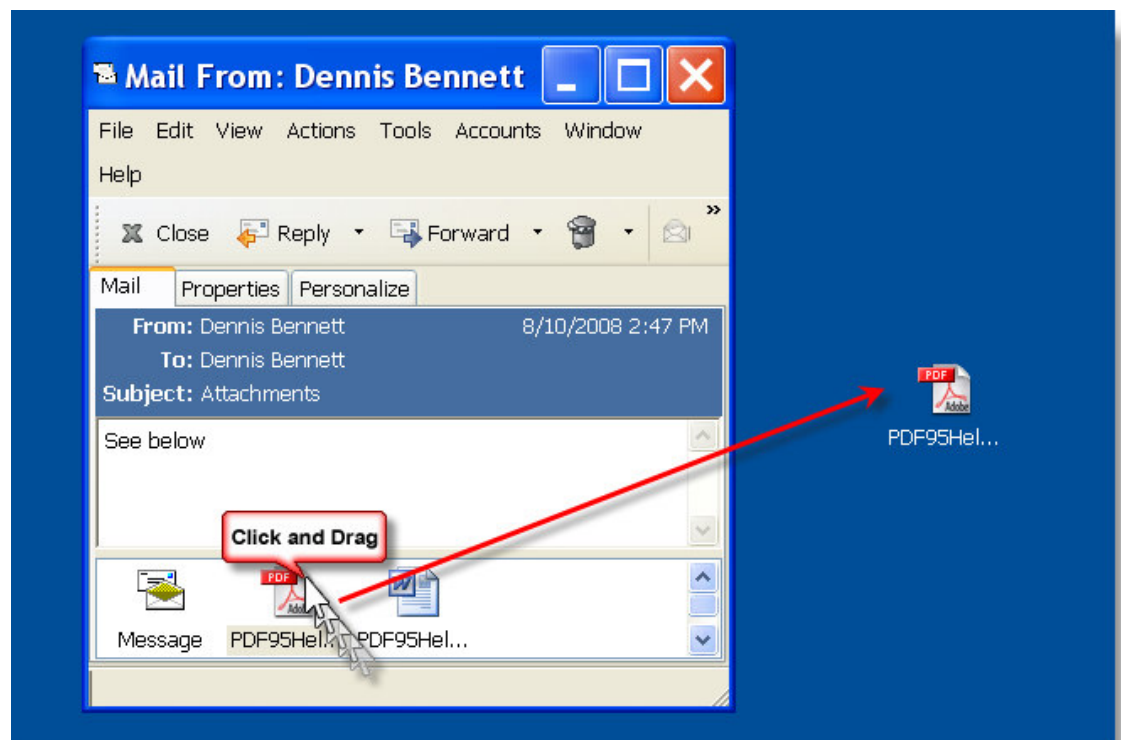 Mail From: Dennis Bennett
File Edit View Actions Tools Accounts Window
Help
Close Reply Forward »
Mail Properties Personalize
From: Dennis Bennett 8/10/2008 2:47 PM
To: Dennis Bennett
Subject: Attachments
See below
Click and Drag
PDF Adobe
PDF95Hel...
PDF
Adobe
W
Message PDF95Hel... PDF95Hel...